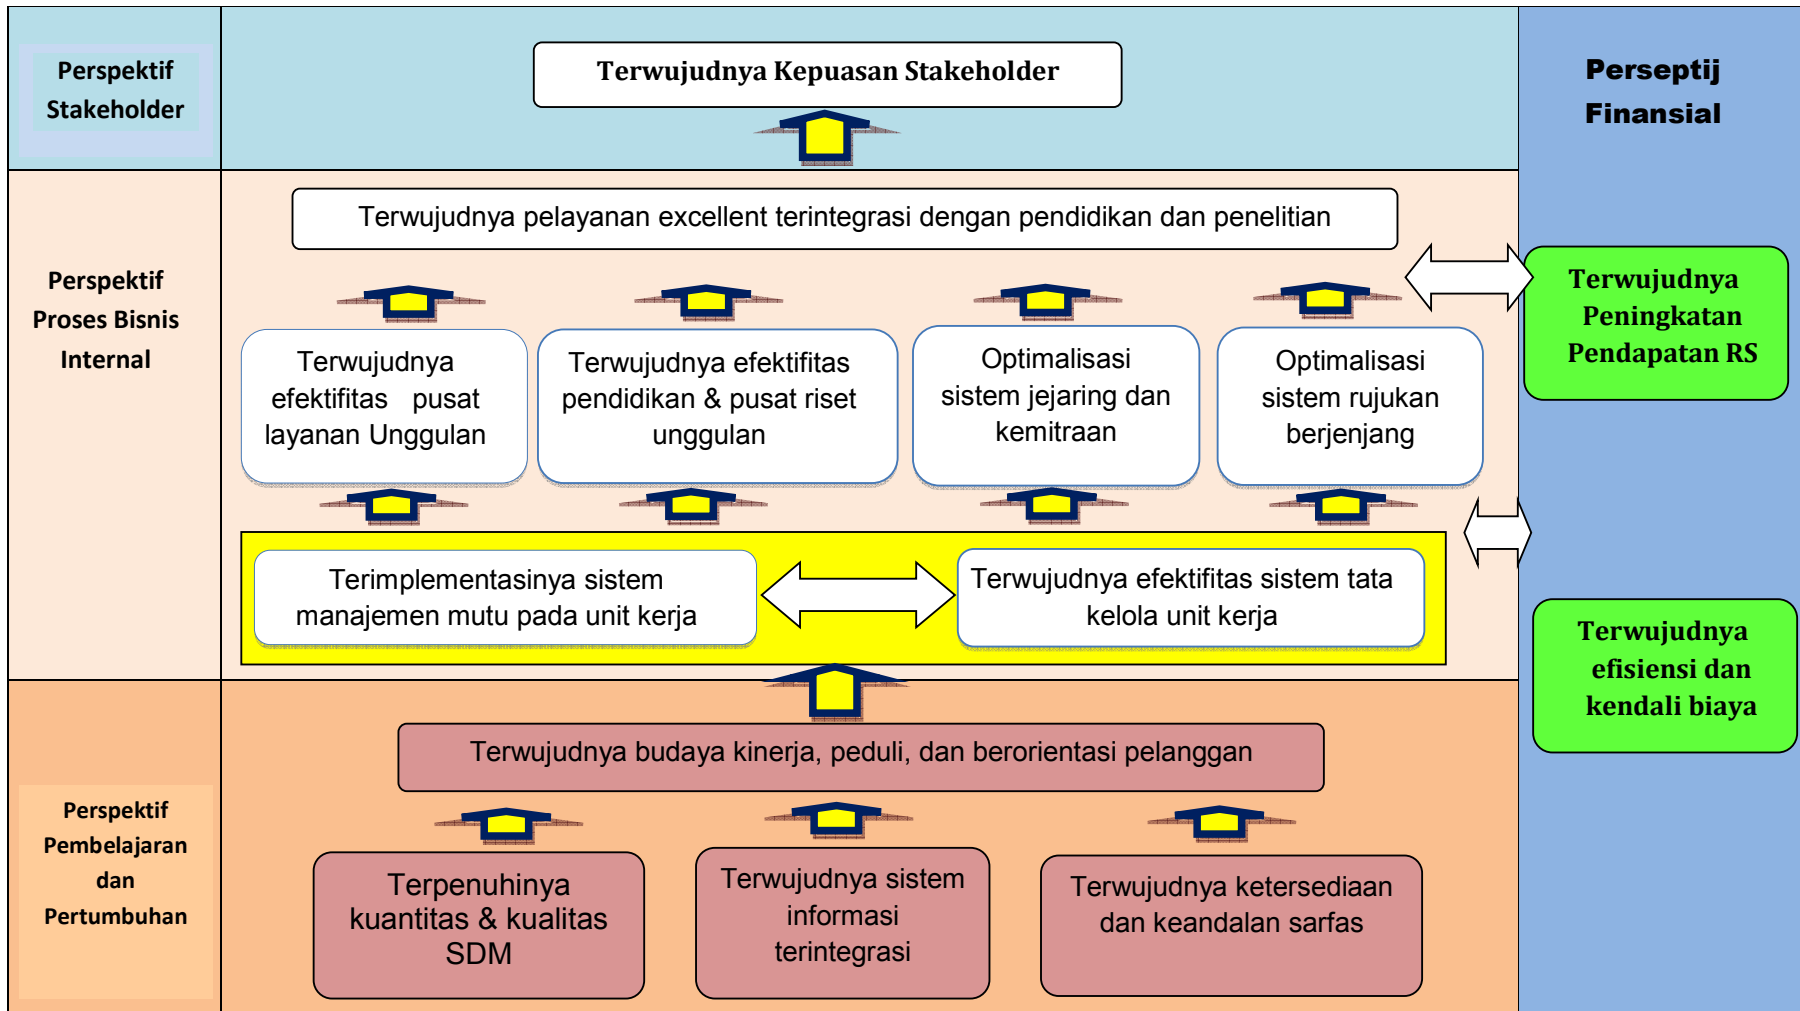 Perspektif
Stakeholder
Terwujudnya Kepuasan Stakeholder
Perseptij
Finansial
Perspektif
Proses Bisnis
Internal
Terwujudnya pelayanan excellent terintegrasi dengan pendidikan dan penelitian
Terwujudnya
efektifitas pusat
layanan Unggulan
Terwujudnya efektifitas
pendidikan & pusat riset
unggulan
Optimalisasi
sistem jejaring dan
kemitraan
Optimalisasi
sistem rujukan
berjenjang
Terwujudnya
Peningkatan
Pendapatan RS
Terimplementasinya sistem
manajemen mutu pada unit kerja
Terwujudnya efektifitas sistem tata
kelola unit kerja
Terwujudnya
efisiensi dan
kendali biaya
Perspektif
Pembelajaran
dan
Pertumbuhan
Terwujudnya budaya kinerja, peduli, dan berorientasi pelanggan
Terpenuhinya
kuantitas & kualitas
SDM
Terwujudnya sistem
informasi
terintegrasi
Terwujudnya ketersediaan
dan keandalan sarfas